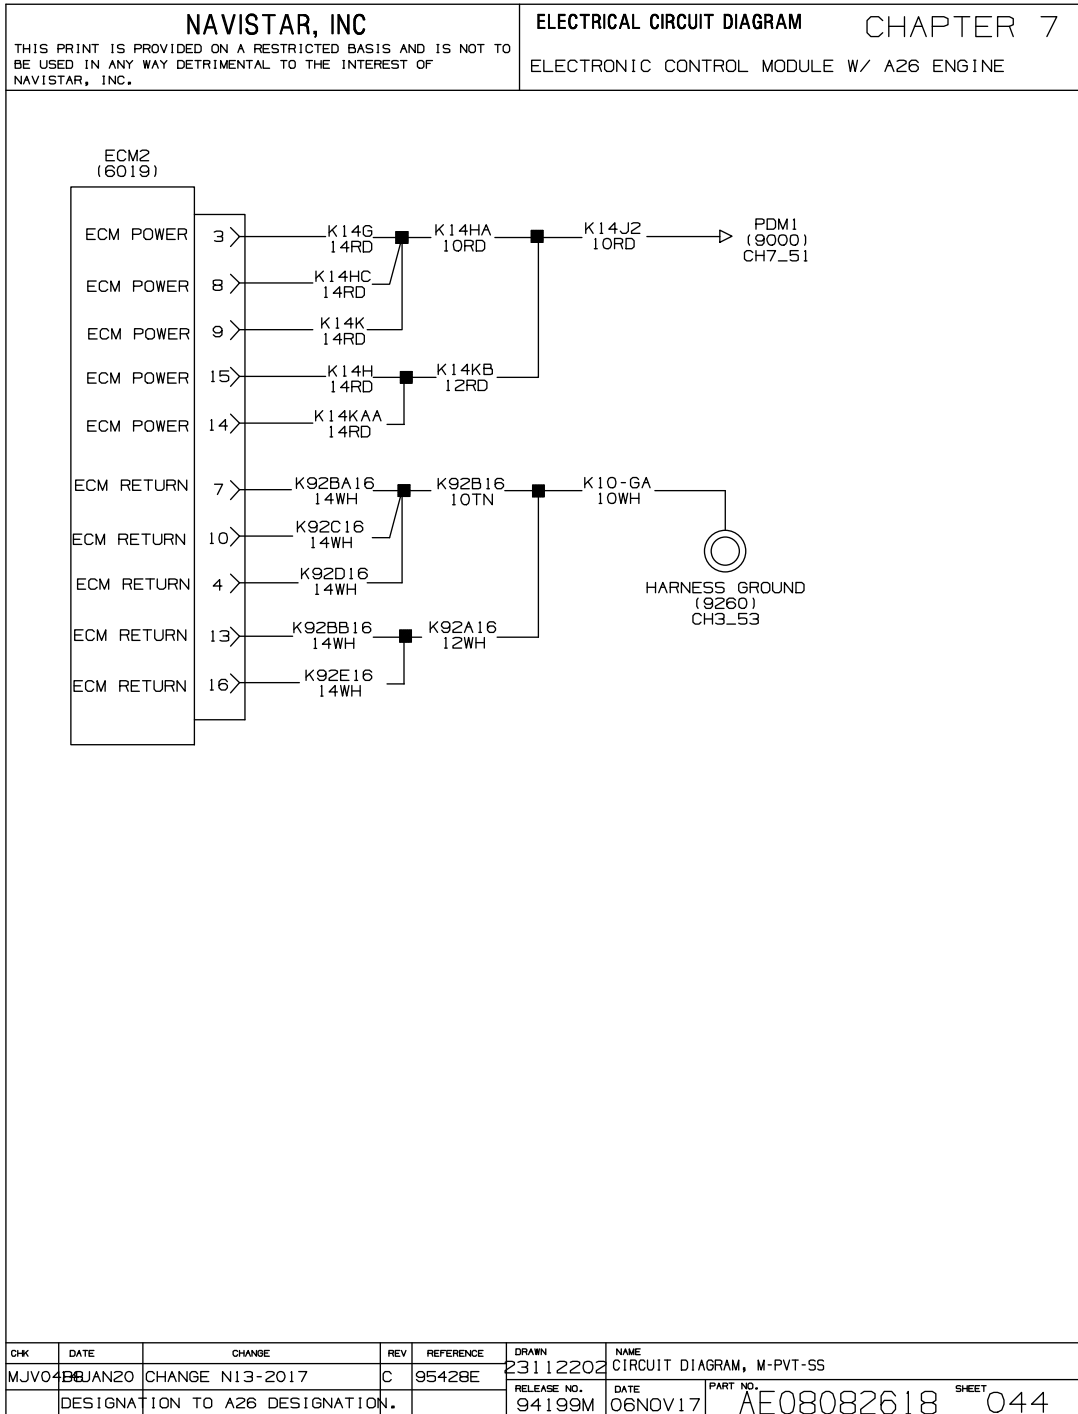 NAVISTAR, INC
THIS PRINT IS PROVIDED ON A RESTRICTED BASIS AND IS NOT TO
BE USED IN ANY WAY DETRIMENTAL TO THE INTEREST OF
NAVISTAR, INC.
ELECTRICAL CIRCUIT DIAGRAM
CHAPTER 7
ELECTRONIC CONTROL MODULE W/ A26 ENGINE
ECM2
(6019)
ECM POWER 3 K14G K14HA K14J2
14RD 10RD 10RD
PDM1
(9000)
CH7_51
ECM POWER 8 K14HC
14RD
ECM POWER 9 K14K
14RD
ECM POWER 15 K14H K14KB
14RD 12RD
ECM POWER 14 K14KAA
14RD
ECM RETURN 7 K92BA16 K92B16 K10-GA
14WH 10TN 10WH
ECM RETURN 10 K92C16
14WH
ECM RETURN 4 K92D16
14WH
HARNESS GROUND
(9260)
CH3_53
ECM RETURN 13 K92BB16 K92A16
14WH 12WH
ECM RETURN 16 K92E16
14WH
CHK DATE CHANGE REV REFERENCE
JAN20 CHANGE N13-2017 C 95428E
DESIGNATION TO A26 DESIGNATION.
DRAWN
23112202
NAME
CIRCUIT DIAGRAM, M-PVT-SS
RELEASE NO.
94199M
DATE
06NOV17
PART NO.
AE08082618
SHEET
044